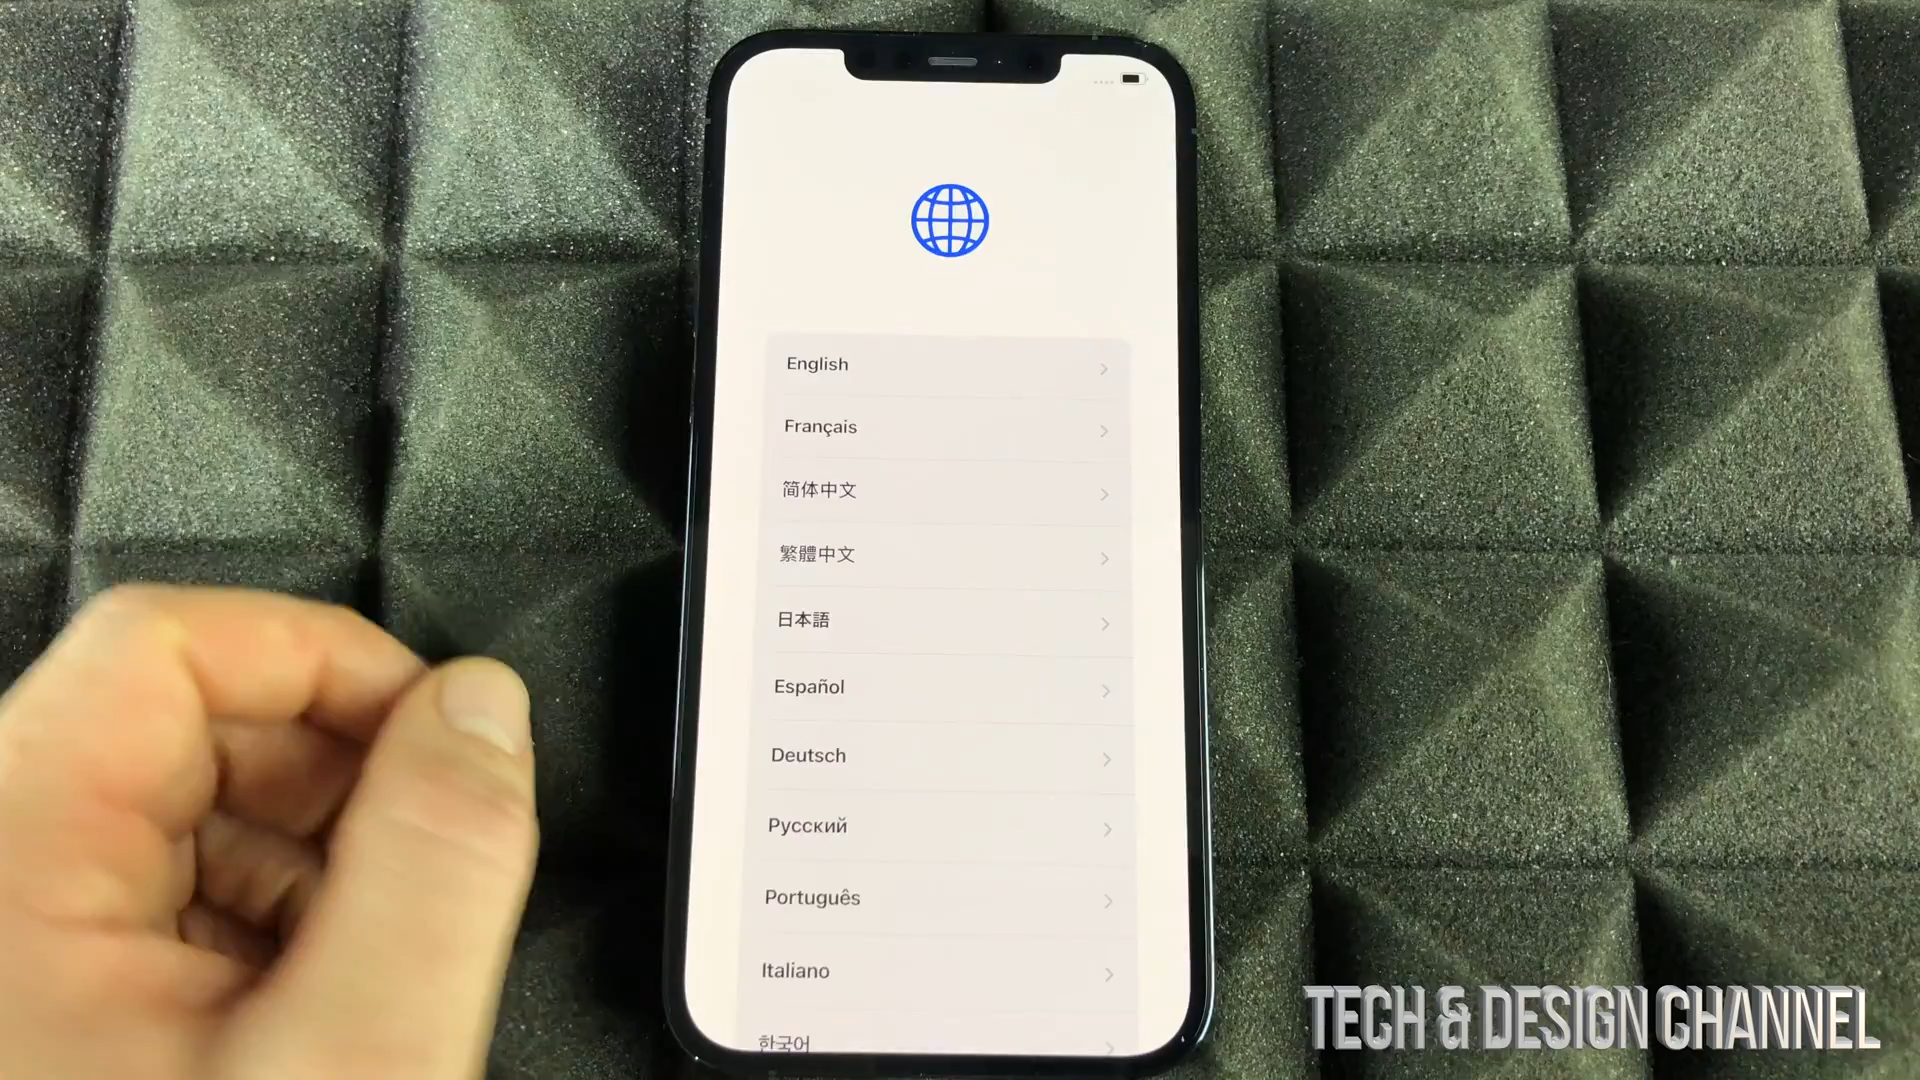 English
Français
简体中文
繁體中文
日本語
Español
Deutsch
Русский
Português
Italiano
한국어
TECH & DESIGN CHANNEL